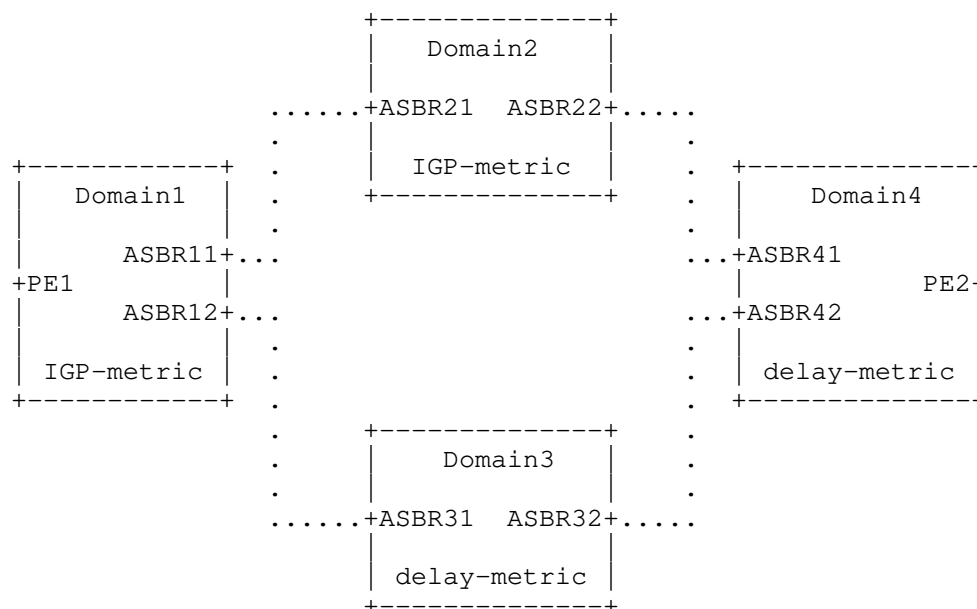 Domain2
ASBR21 ASBR22
IGP-metric
Domain1
ASBR11
PE1
ASBR12
IGP-metric
Domain4
ASBR41
PE2
ASBR42
delay-metric
Domain3
ASBR31 ASBR32
delay-metric